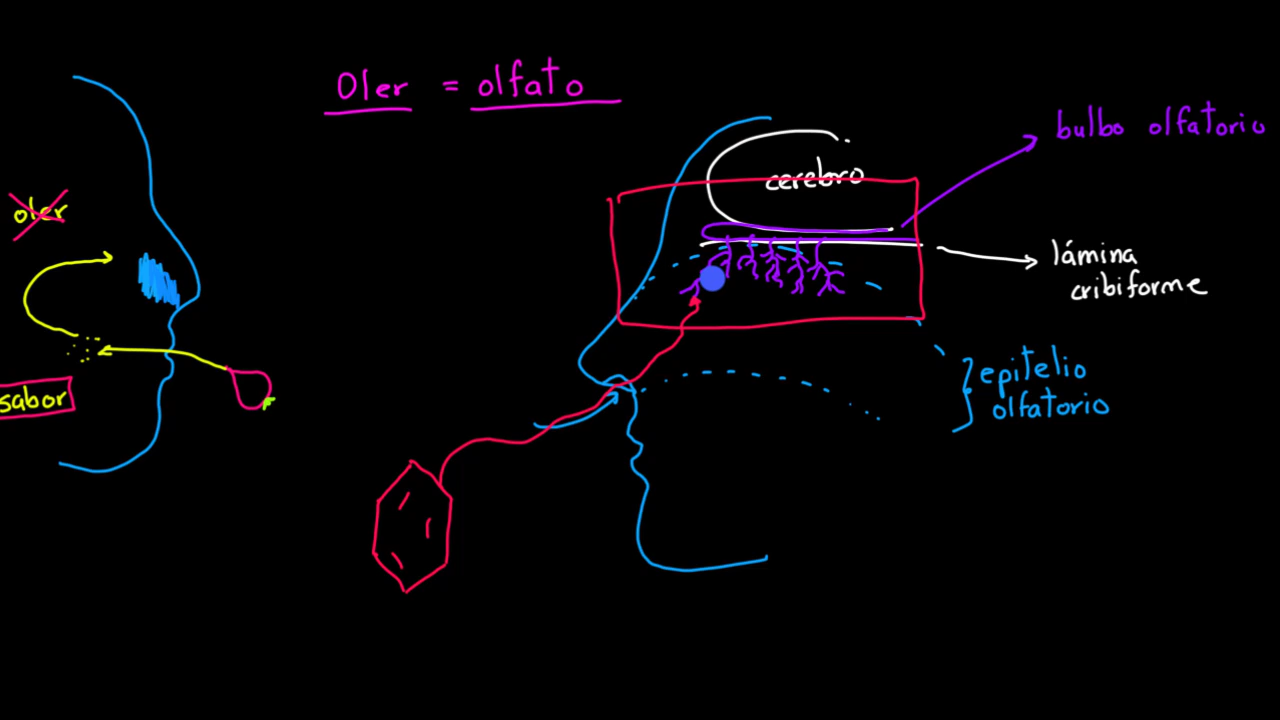 Oler = olfato
oler
sabor
cerebro
bulbo olfatorio
lámina
cribiforme
epitelio
olfatorio